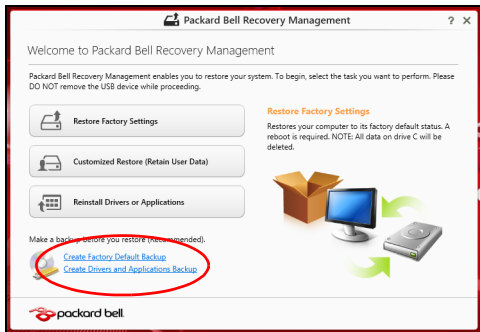 Packard Bell Recovery Management
? X
Welcome to Packard Bell Recovery Management
Packard Bell Recovery Management enables you to restore your system. To begin, select the task you want to perform. Please
DO NOT remove the USB device while proceeding.
Restore Factory Settings
Customized Restore (Retain User Data)
Reinstall Drivers or Applications
Restore Factory Settings
Restores your computer to its factory default status. A
reboot is required. NOTE: All data on drive C will be
deleted.
Make a backup before you restore (Recommended).
Create Factory Default Backup
Create Drivers and Applications Backup
packard bell